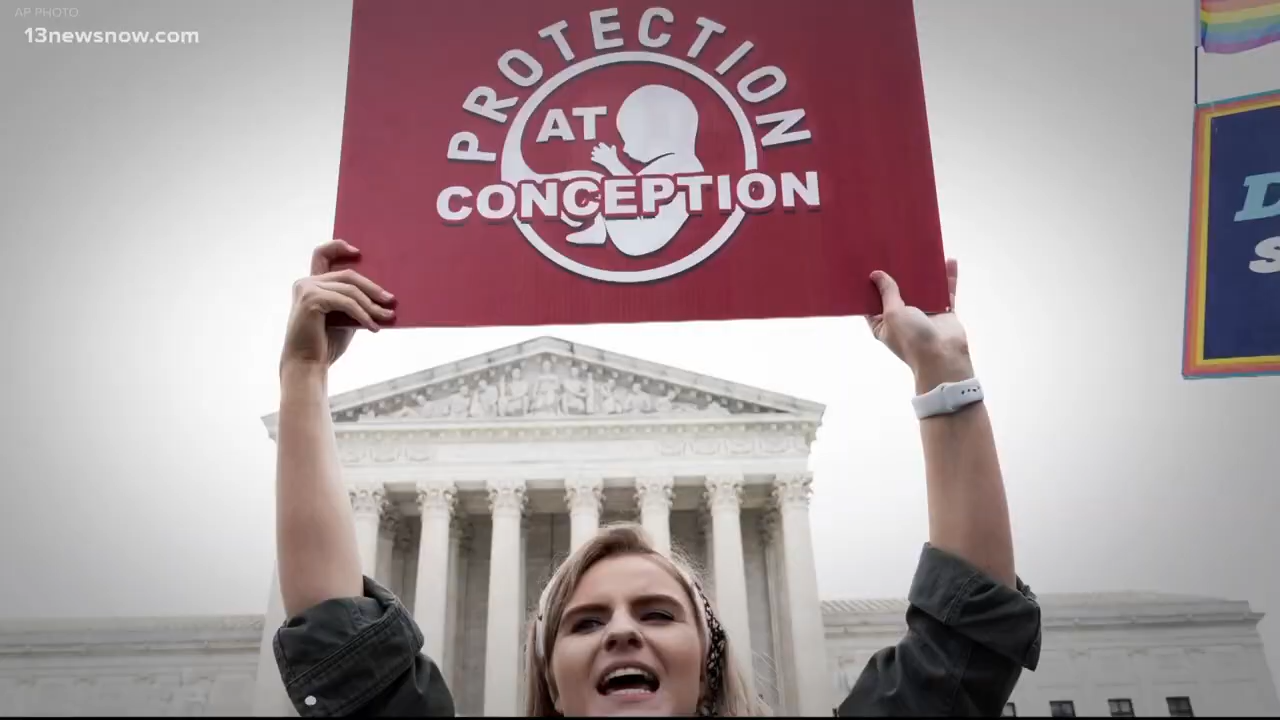 AP PHOTO
13newsnow.com
PROTECTION
AT
CONCEPTION
D
S